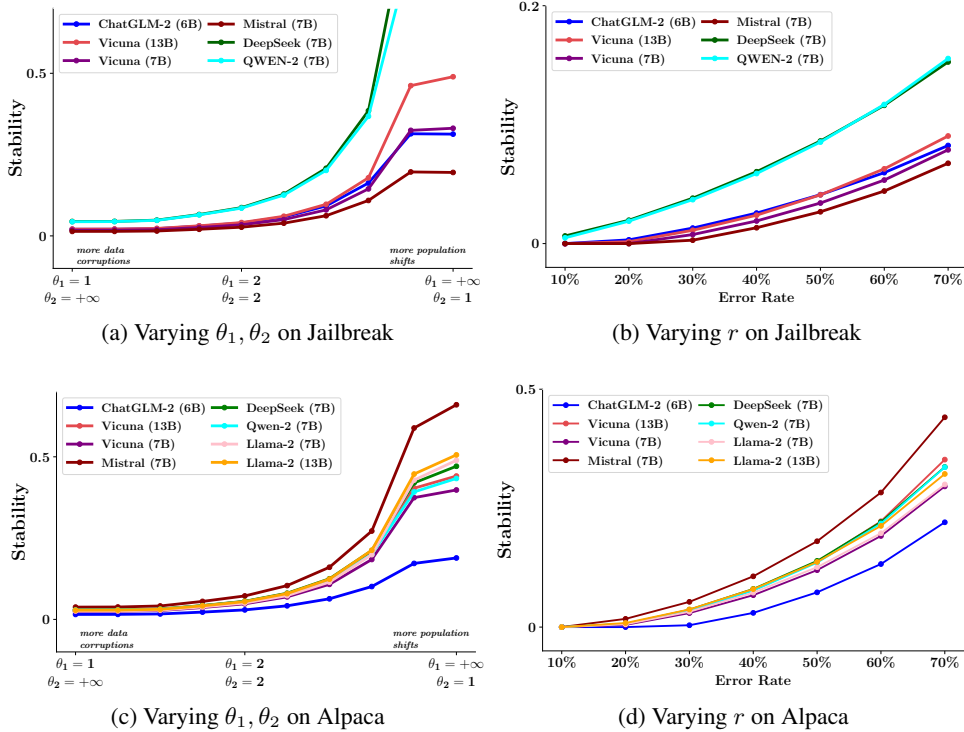 ChatGLM-2 (6B) Mistral (7B)
Vicuna (13B) DeepSeek (7B)
Vicuna (7B) QWEN-2 (7B)
0.5
0
Stability
more data corruptions
more population shifts
θ₁ = 1 θ₁ = 2 θ₁ = +∞
θ₂ = +∞ θ₂ = 2 θ₂ = 1
(a) Varying θ₁, θ₂ on Jailbreak
0.2
ChatGLM-2 (6B) Mistral (7B)
Vicuna (13B) DeepSeek (7B)
Vicuna (7B) QWEN-2 (7B)
Stability
0
10% 20% 30% 40% 50% 60% 70%
Error Rate
(b) Varying r on Jailbreak
ChatGLM-2 (6B) DeepSeek (7B)
Vicuna (13B) Qwen-2 (7B)
Vicuna (7B) Llama-2 (7B)
Mistral (7B) Llama-2 (13B)
0.5
0
Stability
more data corruptions
more population shifts
θ₁ = 1 θ₁ = 2 θ₁ = +∞
θ₂ = +∞ θ₂ = 2 θ₂ = 1
(c) Varying θ₁, θ₂ on Alpaca
0.5
ChatGLM-2 (6B) DeepSeek (7B)
Vicuna (13B) Qwen-2 (7B)
Vicuna (7B) Llama-2 (7B)
Mistral (7B) Llama-2 (13B)
Stability
0
10% 20% 30% 40% 50% 60% 70%
Error Rate
(d) Varying r on Alpaca